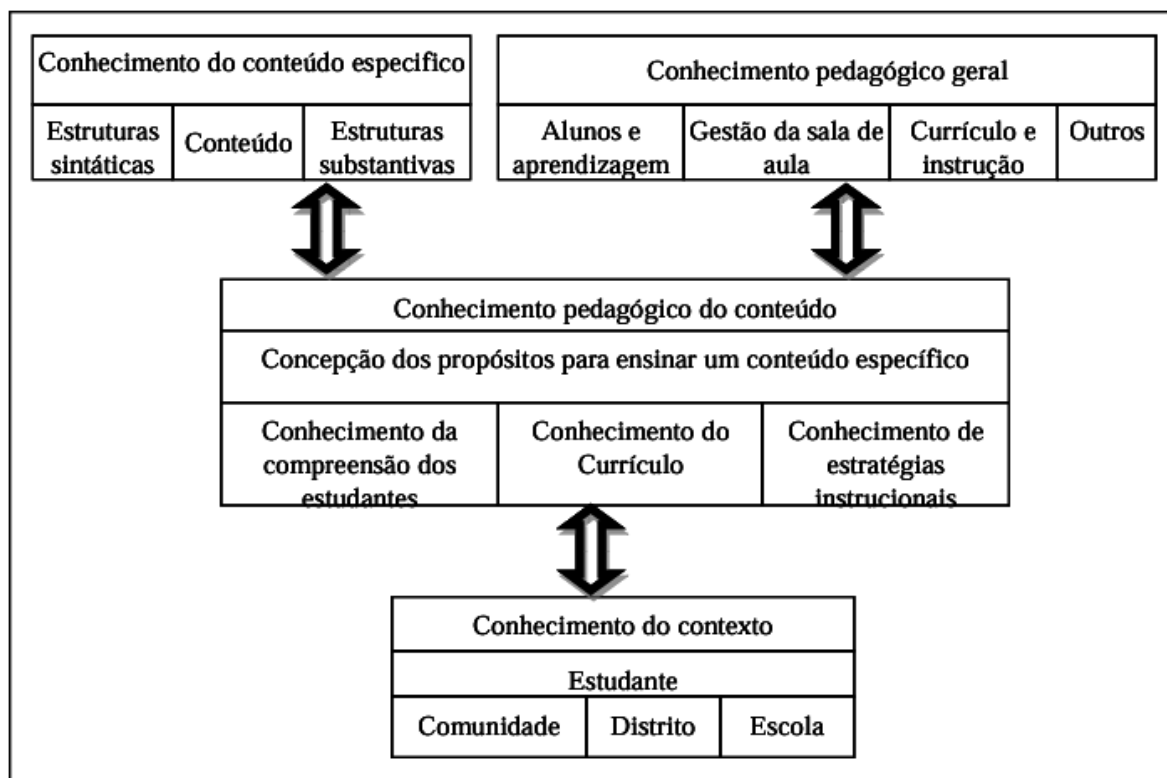 Conhecimento do conteúdo especifico
Estruturas sintáticas
Conteúdo
Estruturas substantivas
Conhecimento pedagógico geral
Alunos e aprendizagem
Gestão da sala de aula
Currículo e instrução
Outros
Conhecimento pedagógico do conteúdo
Concepção dos propósitos para ensinar um conteúdo específico
Conhecimento da compreensão dos estudantes
Conhecimento do Currículo
Conhecimento de estratégias instrucionais
Conhecimento do contexto
Estudante
Comunidade
Distrito
Escola